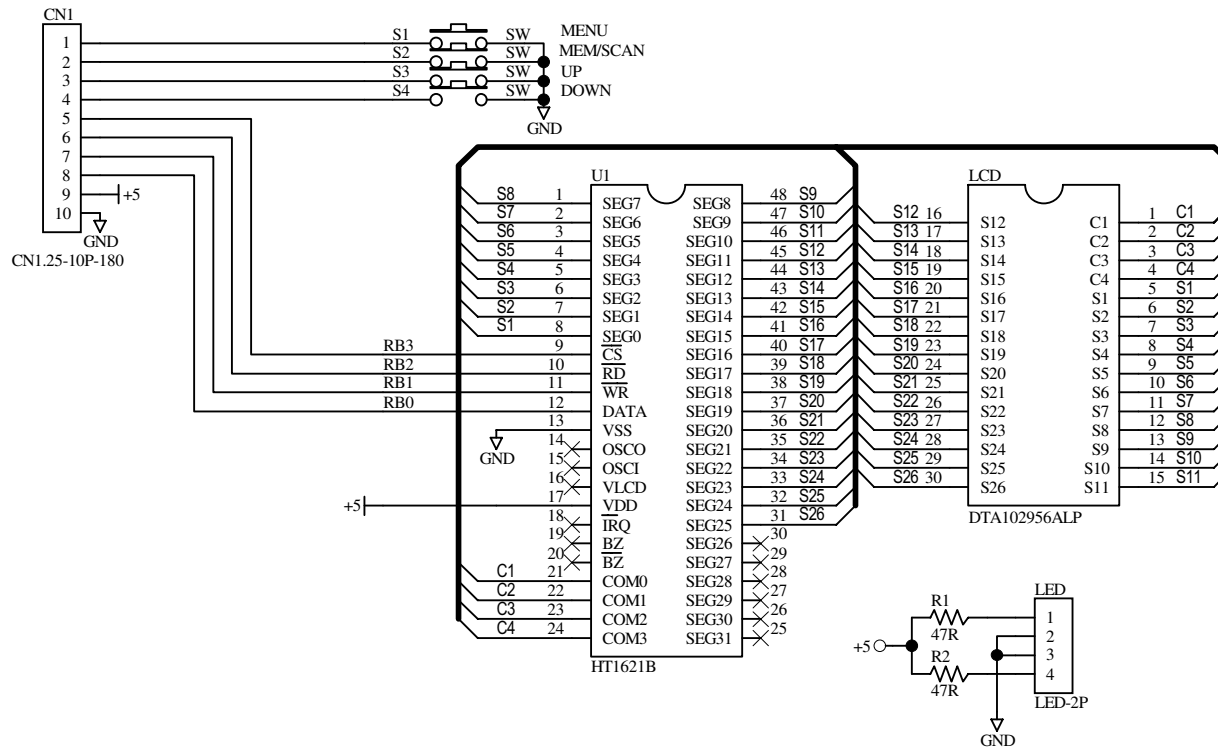 CN1
1
2
3
4
5
6
7
8
9
10
+5
GND
CN1.25-10P-180
S1 SW MENU
S2 SW MEM/SCAN
S3 SW UP
S4 SW DOWN
GND
RB3
RB2
RB1
RB0
GND
+5
U1
S8 1 SEG7 SEG8 48 S9
S7 2 SEG6 SEG9 47 S10
S6 3 SEG5 SEG10 46 S11
S5 4 SEG4 SEG11 45 S12
S4 5 SEG3 SEG12 44 S13
S3 6 SEG2 SEG13 43 S14
S2 7 SEG1 SEG14 42 S15
S1 8 SEG0 SEG15 41 S16
9 CS SEG16 40 S17
10 RD SEG17 39 S18
11 WR SEG18 38 S19
12 DATA SEG19 37 S20
13 VSS SEG20 36 S21
14 OSCO SEG21 35 S22
15 OSCI SEG22 34 S23
16 VLCD SEG23 33 S24
17 VDD SEG24 32 S25
18 IRQ SEG25 31 S26
19 BZ SEG26 30
20 BZ SEG27 29
C1 21 COM0 SEG28 28
C2 22 COM1 SEG29 27
C3 23 COM2 SEG30 26
C4 24 COM3 SEG31 25
HT1621B
LCD
S12 16 S12 C1 1 C1
S13 17 S13 C2 2 C2
S14 18 S14 C3 3 C3
S15 19 S15 C4 4 C4
S16 20 S16 S1 5 S1
S17 21 S17 S2 6 S2
S18 22 S18 S3 7 S3
S19 23 S19 S4 8 S4
S20 24 S20 S5 9 S5
S21 25 S21 S6 10 S6
S22 26 S22 S7 11 S7
S23 27 S23 S8 12 S8
S24 28 S24 S9 13 S9
S25 29 S25 S10 14 S10
S26 30 S26 S11 15 S11
DTA102956ALP
LED
R1
47R
+5
R2
47R
1
2
3
4
LED-2P
GND